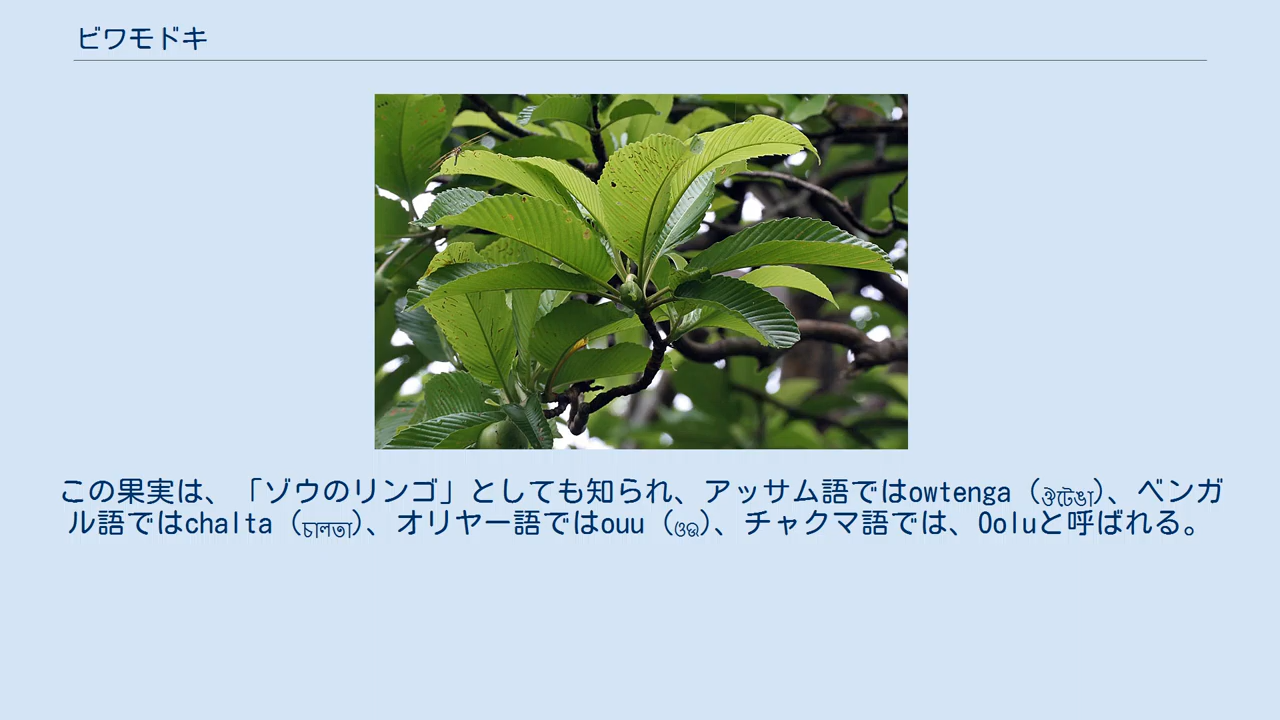 ビワモドキ
この果実は、「ゾウのリンゴ」としても知られ、アッサム語ではowtenga（ঔটেঙা）、ベンガ
ル語ではchalta（চালতা）、オリヤー語ではouu（ଓଉ）、チャクマ語では、Ooluと呼ばれる。